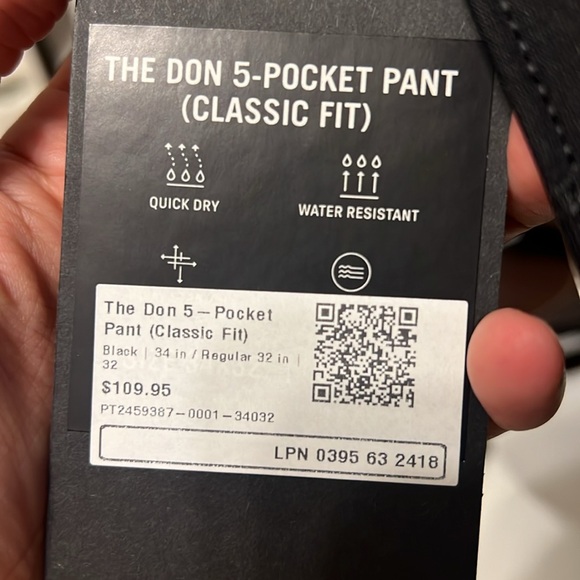 THE DON 5-POCKET PANT
(CLASSIC FIT)
QUICK DRY
WATER RESISTANT
The Don 5-Pocket
Pant (Classic Fit)
Black | 34 in / Regular 32 in |
32
$109.95
PT2459387-0001-34032
LPN 0395 63 2418